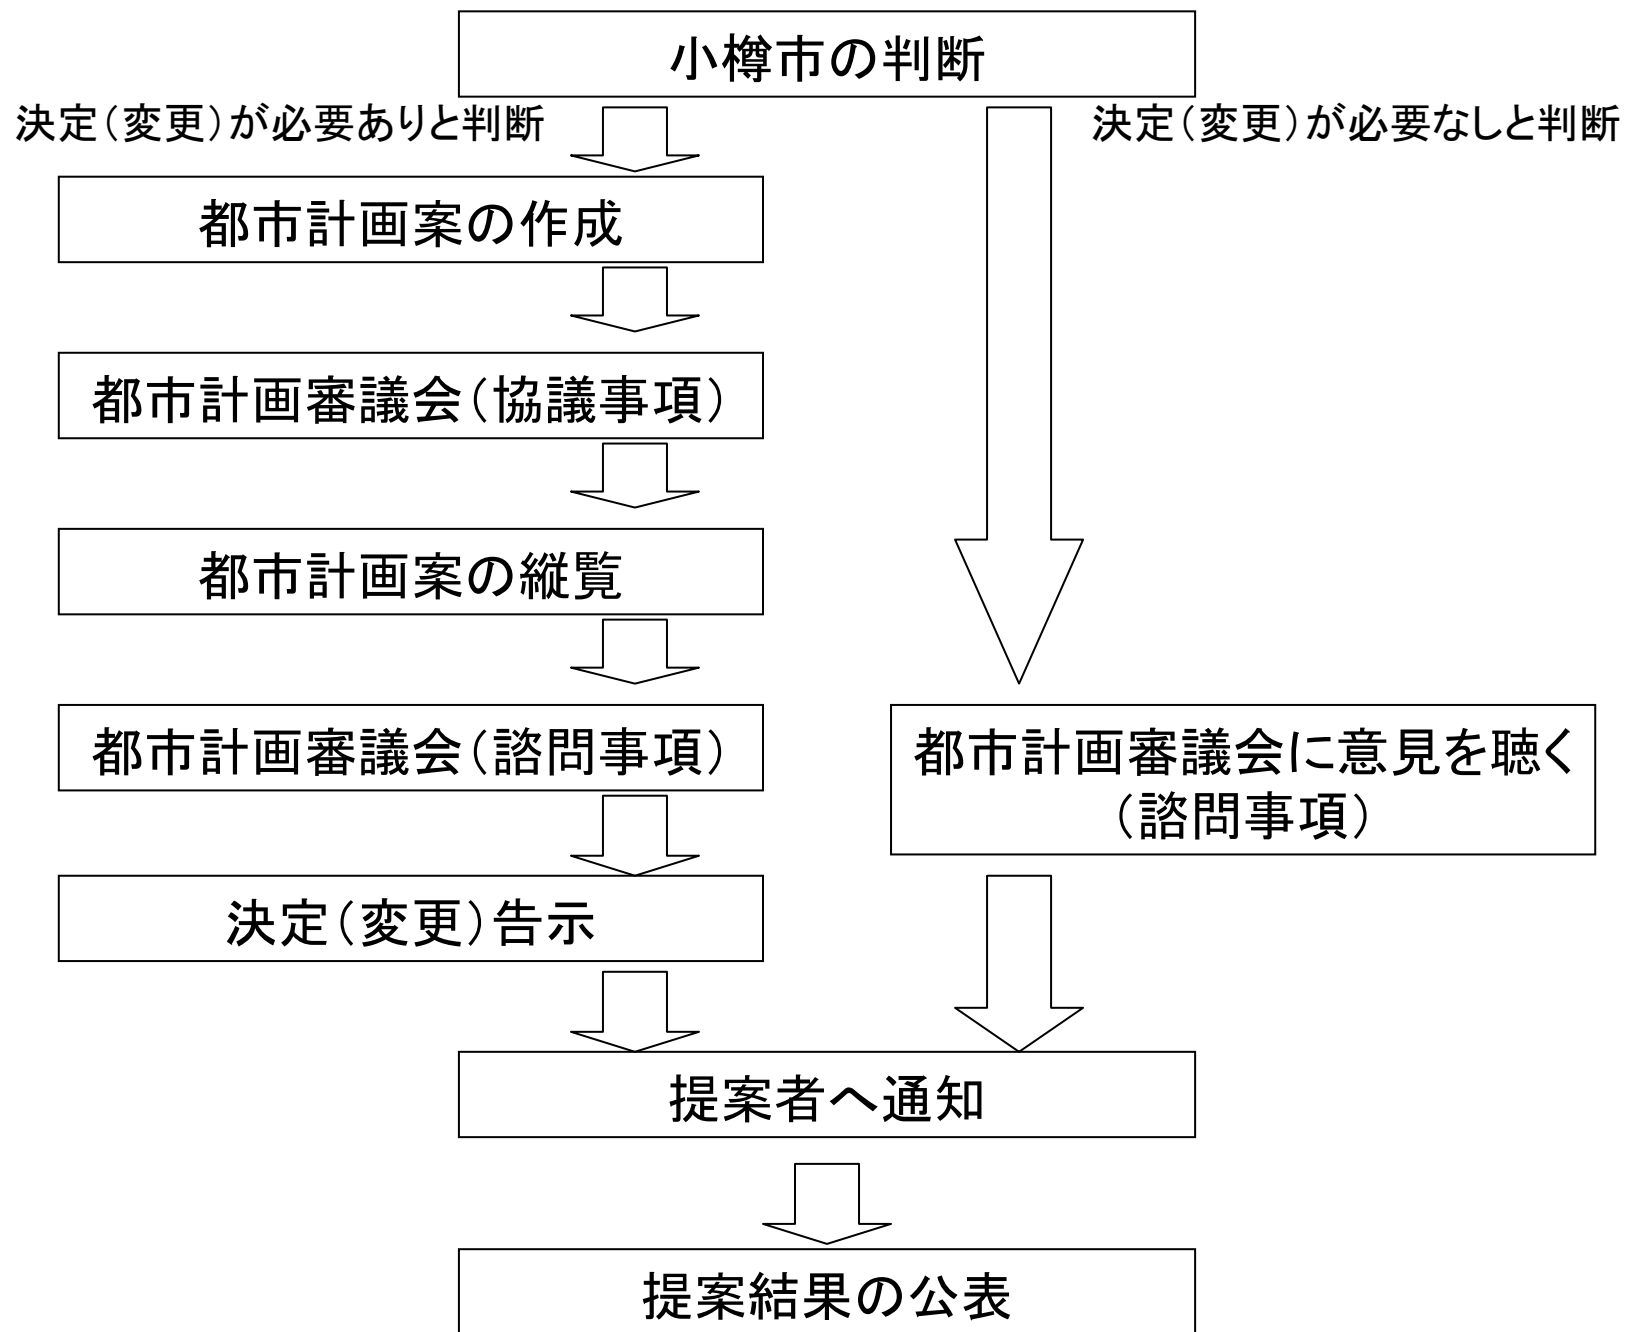 小樽市の判断
決定（変更）が必要ありと判断
決定（変更）が必要なしと判断
都市計画案の作成
都市計画審議会（協議事項）
都市計画案の縦覧
都市計画審議会（諮問事項）
都市計画審議会に意見を聴く
（諮問事項）
決定（変更）告示
提案者へ通知
提案結果の公表